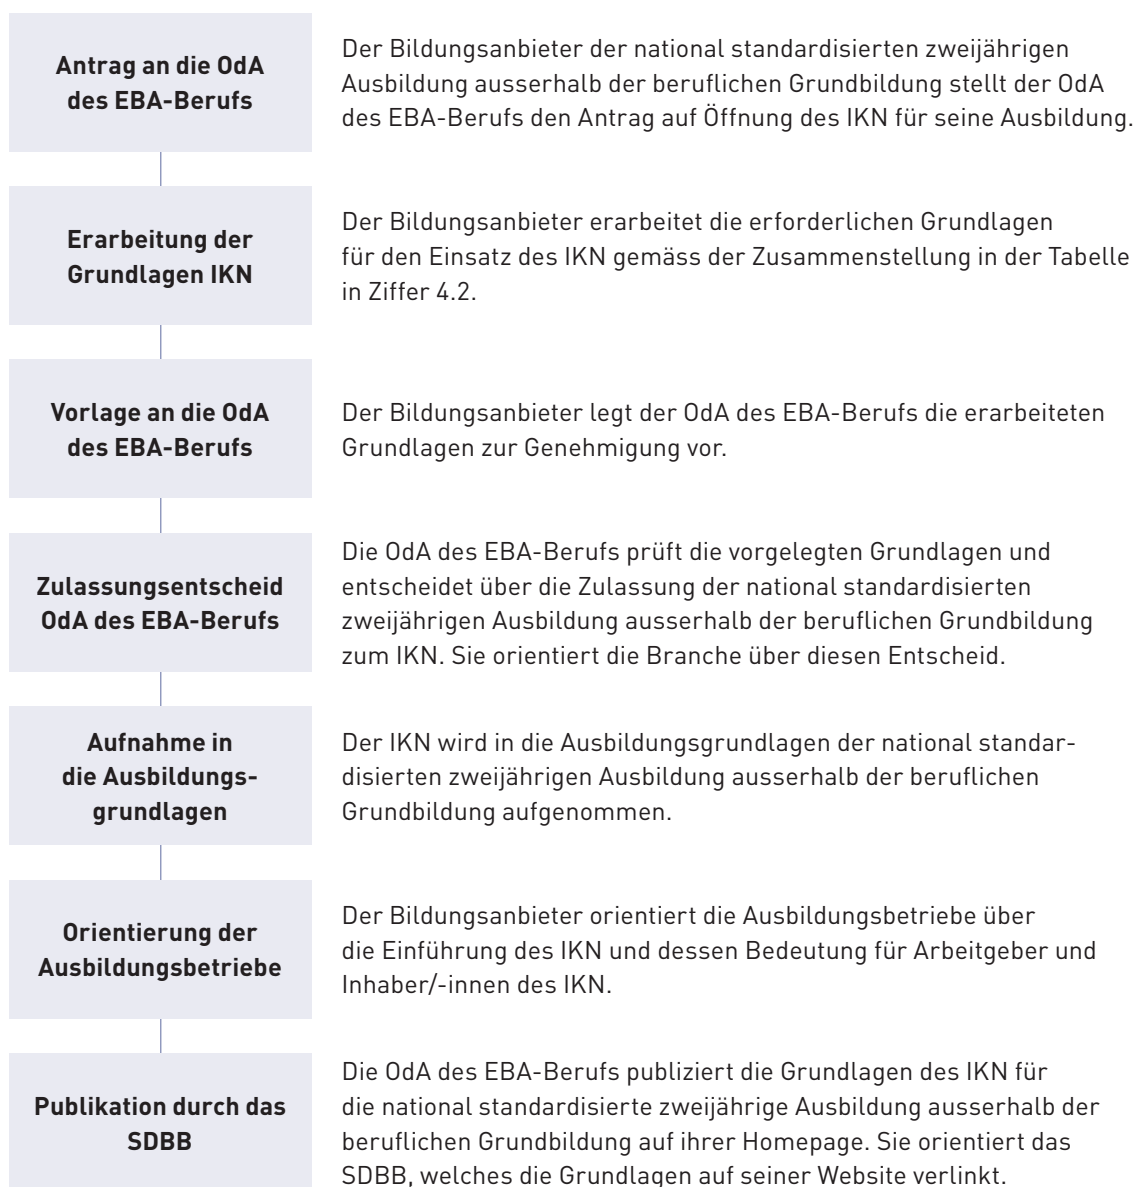 Antrag an die OdA
des EBA-Berufs
Der Bildungsanbieter der national standardisierten zweijährigen
Ausbildung ausserhalb der beruflichen Grundbildung stellt der OdA
des EBA-Berufs den Antrag auf Öffnung des IKN für seine Ausbildung.
Erarbeitung der
Grundlagen IKN
Der Bildungsanbieter erarbeitet die erforderlichen Grundlagen
für den Einsatz des IKN gemäss der Zusammenstellung in der Tabelle
in Ziffer 4.2.
Vorlage an die OdA
des EBA-Berufs
Der Bildungsanbieter legt der OdA des EBA-Berufs die erarbeiteten
Grundlagen zur Genehmigung vor.
Zulassungsentscheid
OdA des EBA-Berufs
Die OdA des EBA-Berufs prüft die vorgelegten Grundlagen und
entscheidet über die Zulassung der national standardisierten
zweijährigen Ausbildung ausserhalb der beruflichen Grundbildung
zum IKN. Sie orientiert die Branche über diesen Entscheid.
Aufnahme in
die Ausbildungs-
grundlagen
Der IKN wird in die Ausbildungsgrundlagen der national standar-
disierten zweijährigen Ausbildung ausserhalb der beruflichen
Grundbildung aufgenommen.
Orientierung der
Ausbildungsbetriebe
Der Bildungsanbieter orientiert die Ausbildungsbetriebe über
die Einführung des IKN und dessen Bedeutung für Arbeitgeber und
Inhaber/-innen des IKN.
Publikation durch das
SDBB
Die OdA des EBA-Berufs publiziert die Grundlagen des IKN für
die national standardisierte zweijährige Ausbildung ausserhalb der
beruflichen Grundbildung auf ihrer Homepage. Sie orientiert das
SDBB, welches die Grundlagen auf seiner Website verlinkt.